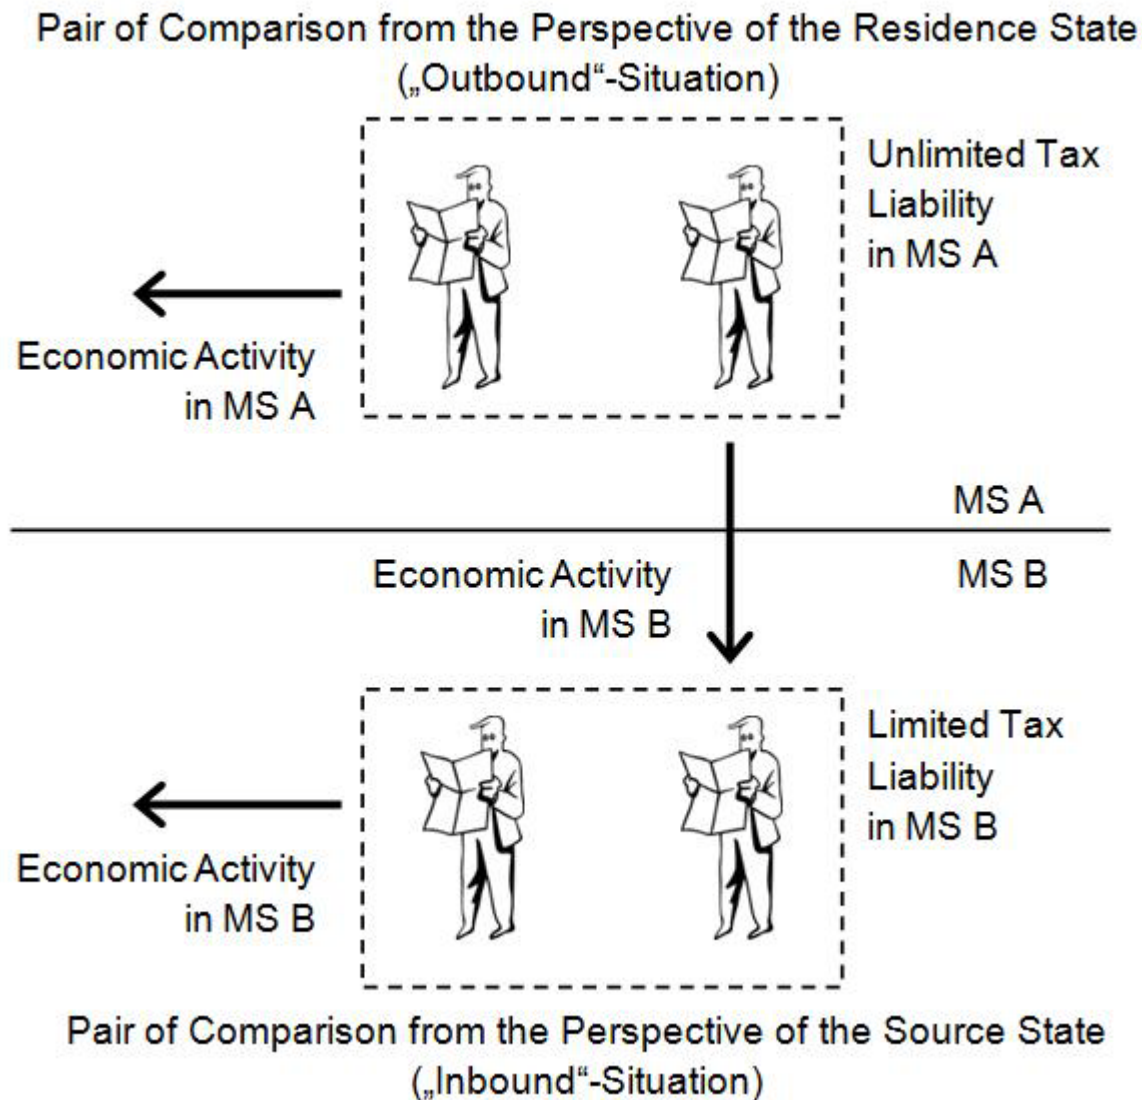 Pair of Comparison from the Perspective of the Residence State
(„Outbound“-Situation)
Unlimited Tax
Liability
in MS A
Economic Activity
in MS A
MS A
Economic Activity
in MS B
MS B
Limited Tax
Liability
in MS B
Economic Activity
in MS B
Pair of Comparison from the Perspective of the Source State
(„Inbound“-Situation)